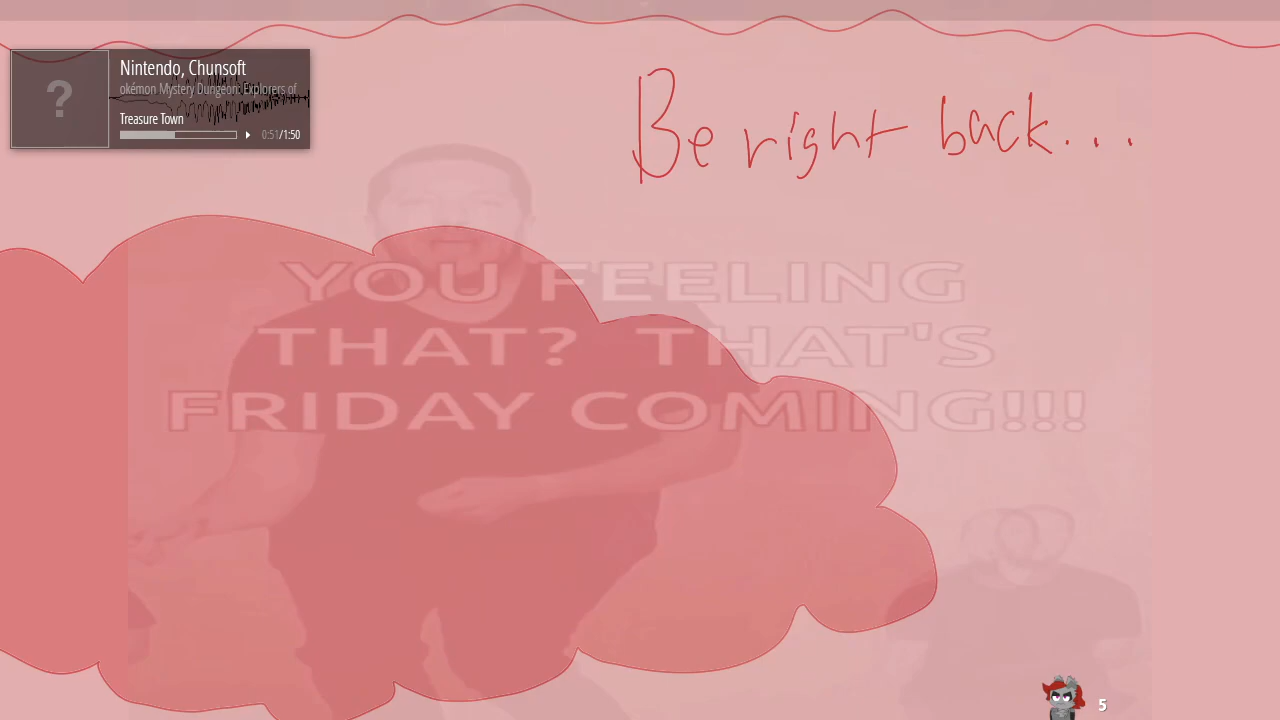 Nintendo, Chunsoft
okémon Mystery Dungeon: Explorers of
Treasure Town
0:51/1:50
?
Be right back...
YOU FEELING
THAT? THAT'S
FRIDAY COMING!!!
5